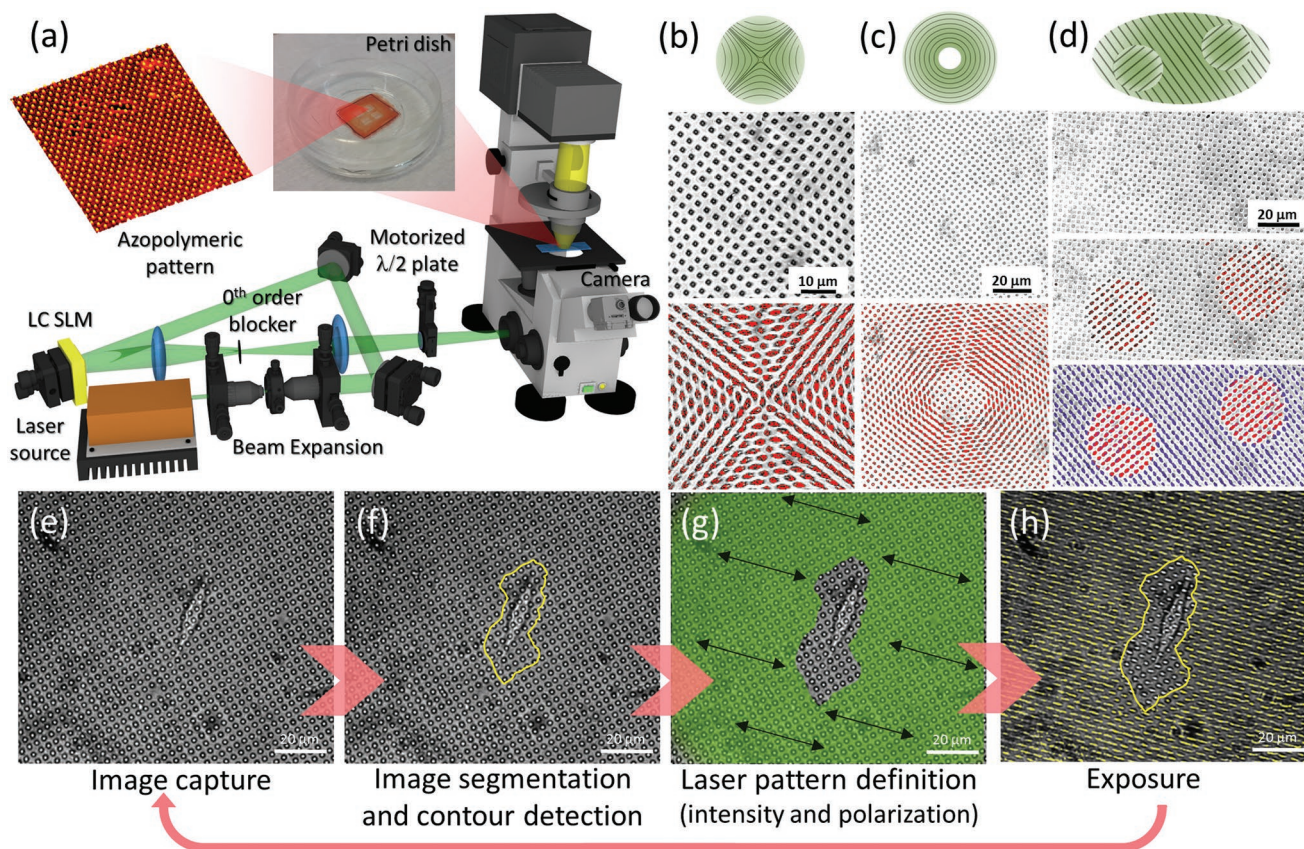 (a)
Petri dish
Azopolymeric
pattern
Motorized
λ/2 plate
0th order
blocker
Camera
LC SLM
Laser
source
Beam Expansion
(b)
10 µm
(c)
20 µm
(d)
20 µm
(e)
20 µm
Image capture
(f)
20 µm
Image segmentation
and contour detection
(g)
20 µm
Laser pattern definition
(intensity and polarization)
(h)
20 µm
Exposure